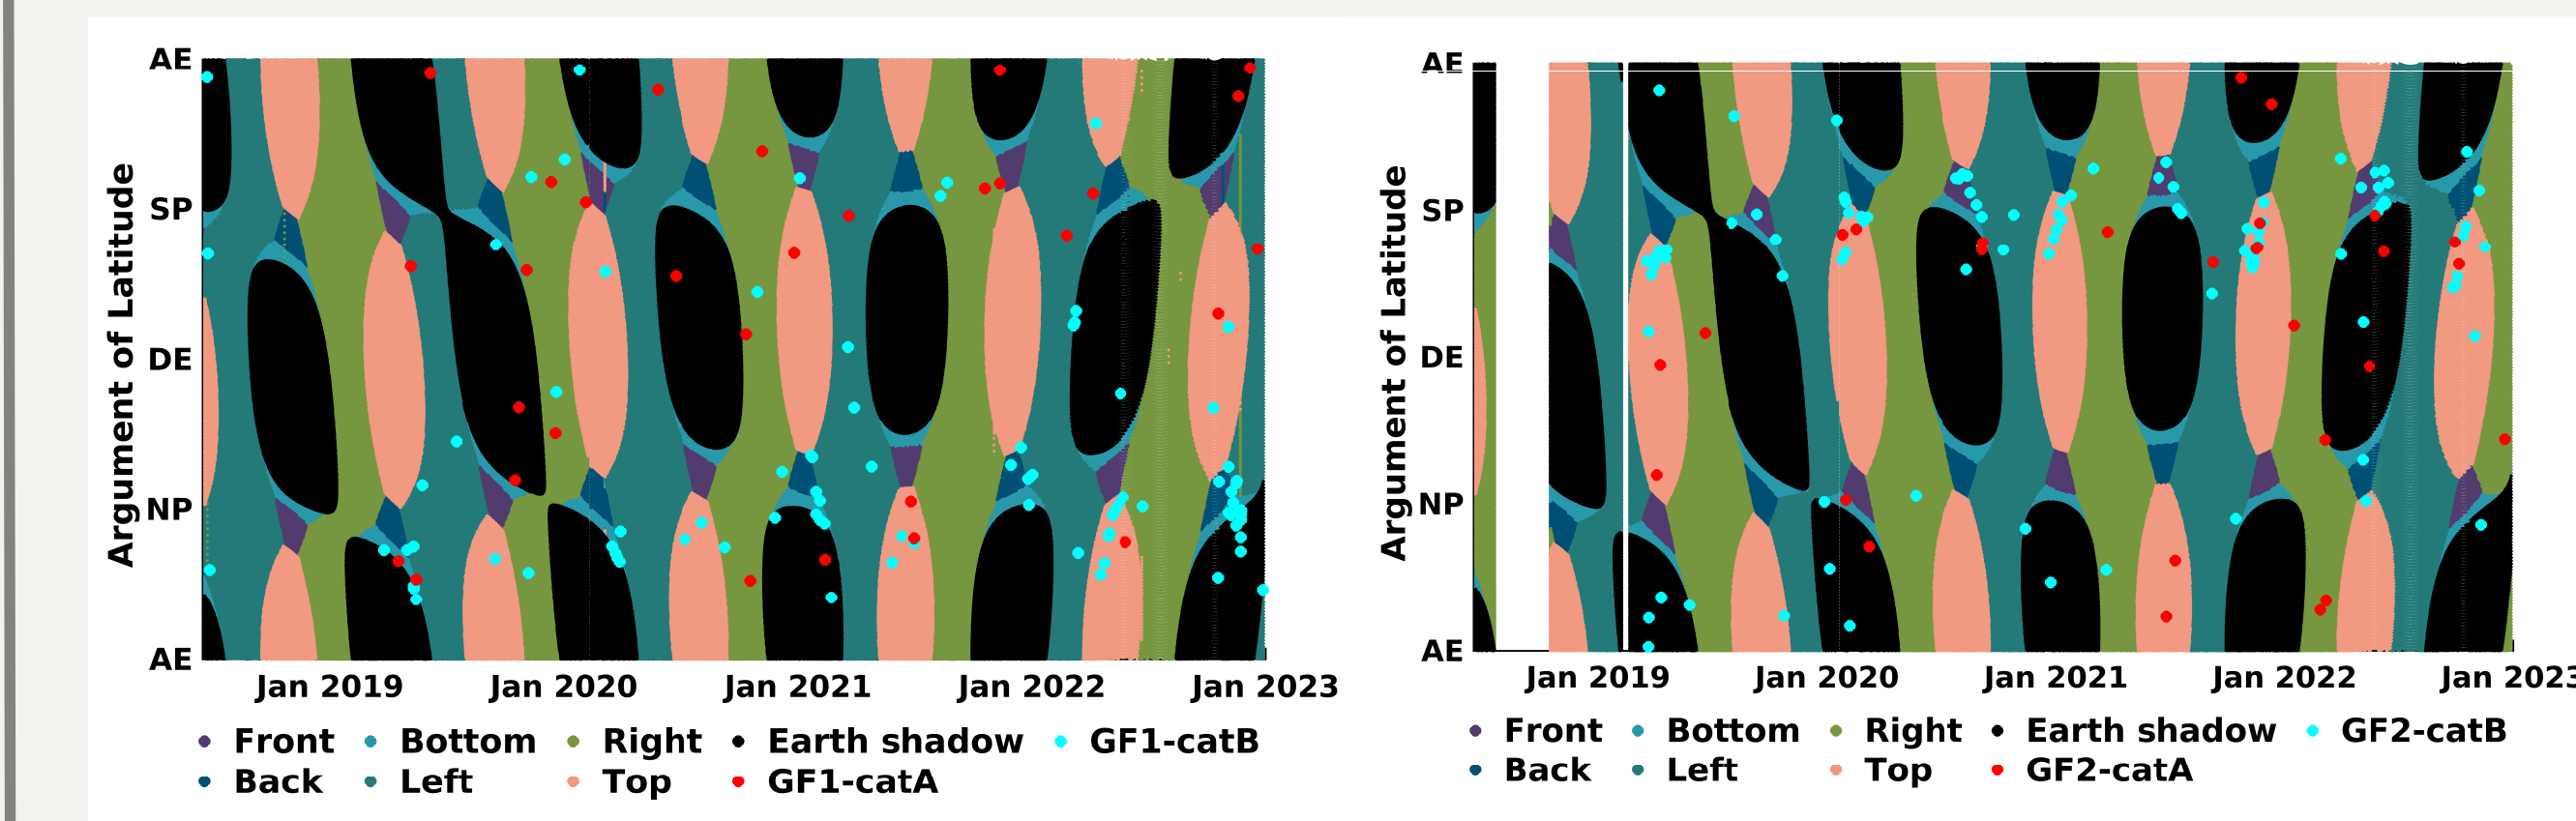 AE
SP
DE
NP
AE
Argument of Latitude
Jan 2019 Jan 2020 Jan 2021 Jan 2022 Jan 2023
Front Bottom Right Earth shadow GF1-catB
Back Left Top GF1-catA
AE
SP
DE
NP
AE
Argument of Latitude
Jan 2019 Jan 2020 Jan 2021 Jan 2022 Jan 2023
Front Bottom Right Earth shadow GF2-catB
Back Left Top GF2-catA